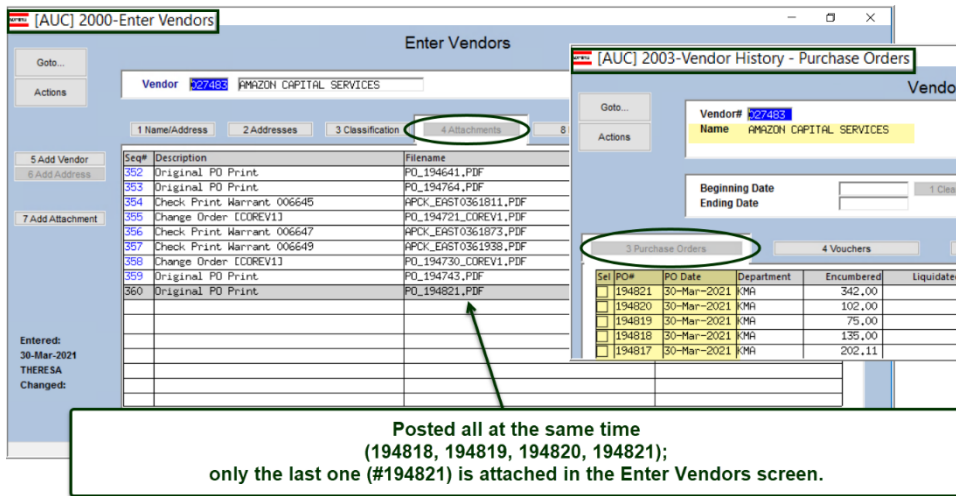 [AUC] 2000-Enter Vendors
Enter Vendors
Goto...
Actions
Vendor 027483 AMAZON CAPITAL SERVICES
1 Name/Address 2 Addresses 3 Classification 4 Attachments 8
5 Add Vendor
6 Add Address
7 Add Attachment
Seq# Description Filename
352 Original PO Print PO_194641.PDF
353 Original PO Print PO_194764.PDF
354 Check Print Warrant 006645 APCK_EAST0361811.PDF
355 Change Order [COREV1] PO_194721_COREV1.PDF
356 Check Print Warrant 006647 APCK_EAST0361873.PDF
357 Check Print Warrant 006649 APCK_EAST0361938.PDF
358 Change Order [COREV1] PO_194730_COREV1.PDF
359 Original PO Print PO_194743.PDF
360 Original PO Print PO_194821.PDF
Entered:
30-Mar-2021
THERESA
Changed:
[AUC] 2003-Vendor History - Purchase Orders
Vendo
Goto...
Actions
Vendor# 027483
Name AMAZON CAPITAL SERVICES
Beginning Date 1 Clea
Ending Date
3 Purchase Orders 4 Vouchers
Sel PO# PO Date Department Encumbered Liquidated
194821 30-Mar-2021 KMA 342.00
194820 30-Mar-2021 KMA 102.00
194819 30-Mar-2021 KMA 75.00
194818 30-Mar-2021 KMA 135.00
194817 30-Mar-2021 KMA 202.11
Posted all at the same time
(194818, 194819, 194820, 194821);
only the last one (#194821) is attached in the Enter Vendors screen.